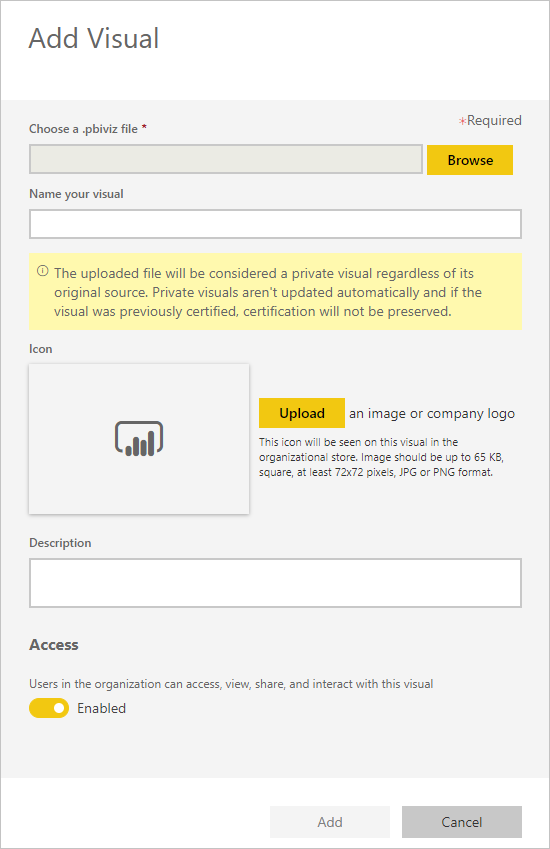 Add Visual
*Required
Choose a .pbiviz file *
Browse
Name your visual
The uploaded file will be considered a private visual regardless of its
original source. Private visuals aren't updated automatically and if the
visual was previously certified, certification will not be preserved.
Icon
Upload an image or company logo
This icon will be seen on this visual in the
organizational store. Image should be up to 65 KB,
square, at least 72x72 pixels, JPG or PNG format.
Description
Access
Users in the organization can access, view, share, and interact with this visual
Enabled
Add Cancel